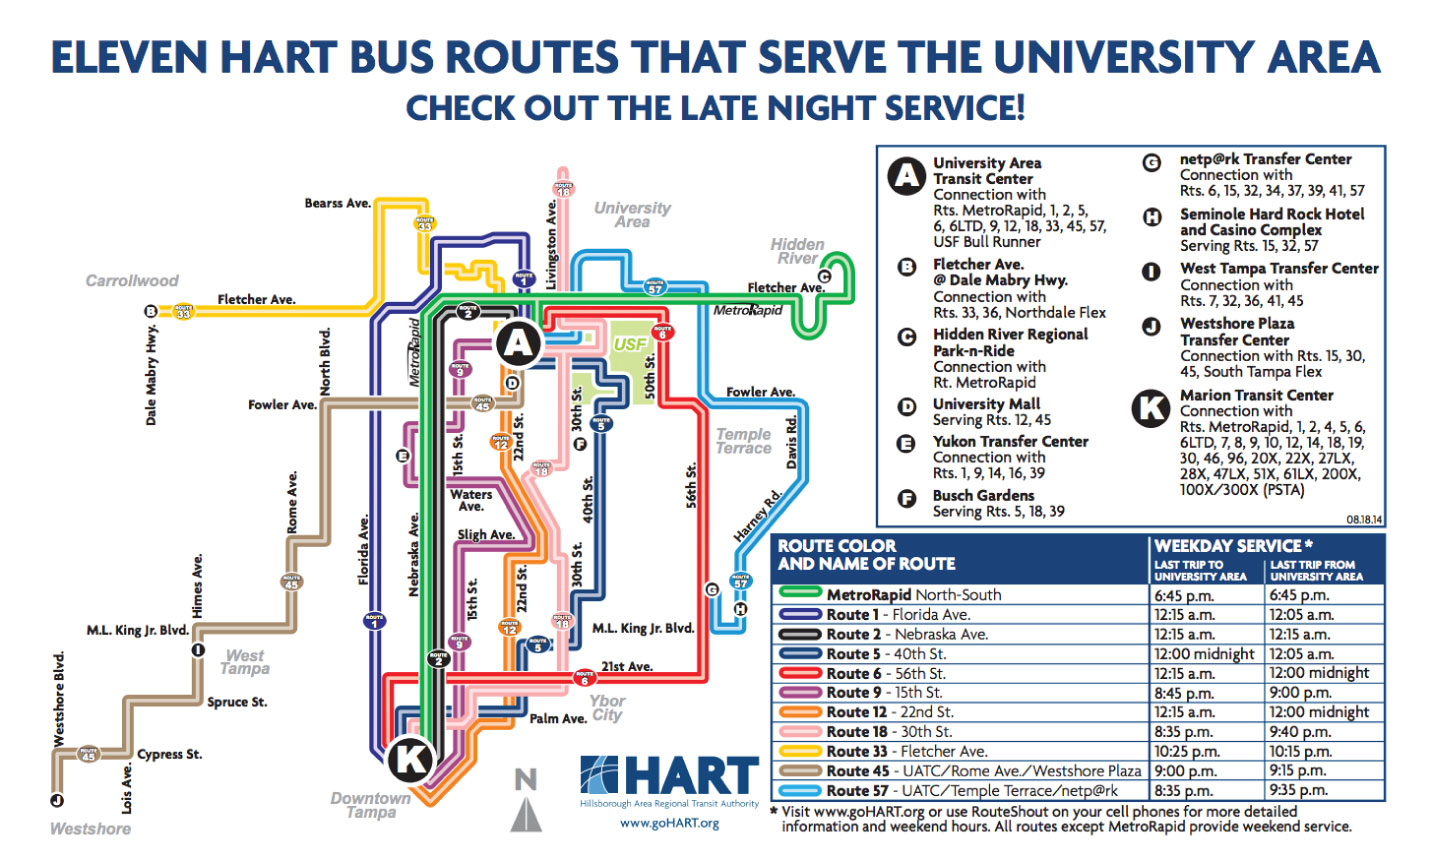 ELEVEN HART BUS ROUTES THAT SERVE THE UNIVERSITY AREA
CHECK OUT THE LATE NIGHT SERVICE!
Bearss Ave.
ROUTE 33
Livingston Ave.
ROUTE 18
University
Area
Hidden
River
C
Carrollwood
ROUTE 1
ROUTE 57
Fletcher Ave.
B
ROUTE 33
Fletcher Ave.
ROUTE 2
MetroRapid
Dale Mabry Hwy.
North Blvd.
MetroRapid
A
USF
ROUTE 6
50th St.
ROUTE 9
D
Fowler Ave.
ROUTE 45
30th St.
Fowler Ave.
ROUTE 5
22nd St.
ROUTE 12
F
Temple
Terrace
Davis Rd.
E
15th St.
ROUTE 18
56th St.
Waters
Ave.
40th St.
Harney Rd.
Rome Ave.
Florida Ave.
Nebraska Ave.
Sligh Ave.
ROUTE 45
Himes Ave.
15th St.
22nd St.
30th St.
G
ROUTE 57
H
ROUTE 1
M.L. King Jr. Blvd.
ROUTE 12
ROUTE 18
M.L. King Jr. Blvd.
I
West
Tampa
ROUTE 9
ROUTE 5
ROUTE 2
21st Ave.
ROUTE 6
Westshore Blvd.
Spruce St.
Ybor
City
Palm Ave.
ROUTE 45
Cypress St.
K
Lois Ave.
J
Downtown
Tampa
Westshore
N
HART
Hillsborough Area Regional Transit Authority
www.goHART.org
A
University Area
Transit Center
Connection with
Rts. MetroRapid, 1, 2, 5,
6, 6LTD, 9, 12, 18, 33, 45, 57,
USF Bull Runner
B
Fletcher Ave.
@ Dale Mabry Hwy.
Connection with
Rts. 33, 36, Northdale Flex
C
Hidden River Regional
Park-n-Ride
Connection with
Rt. MetroRapid
D
University Mall
Serving Rts. 12, 45
E
Yukon Transfer Center
Connection with
Rts. 1, 9, 14, 16, 39
F
Busch Gardens
Serving Rts. 5, 18, 39
G
netp@rk Transfer Center
Connection with
Rts. 6, 15, 32, 34, 37, 39, 41, 57
H
Seminole Hard Rock Hotel
and Casino Complex
Serving Rts. 15, 32, 57
I
West Tampa Transfer Center
Connection with
Rts. 7, 32, 36, 41, 45
J
Westshore Plaza
Transfer Center
Connection with Rts. 15, 30,
45, South Tampa Flex
K
Marion Transit Center
Connection with
Rts. MetroRapid, 1, 2, 4, 5, 6,
6LTD, 7, 8, 9, 10, 12, 14, 18, 19,
30, 46, 96, 20X, 22X, 27LX,
28X, 47LX, 51X, 61LX, 200X,
100X/300X (PSTA)
08.18.14
ROUTE COLOR
AND NAME OF ROUTE
WEEKDAY SERVICE *
LAST TRIP TO
UNIVERSITY AREA
LAST TRIP FROM
UNIVERSITY AREA
MetroRapid North-South 6:45 p.m. 6:45 p.m.
Route 1 - Florida Ave. 12:15 a.m. 12:05 a.m.
Route 2 - Nebraska Ave. 12:15 a.m. 12:15 a.m.
Route 5 - 40th St. 12:00 midnight 12:05 a.m.
Route 6 - 56th St. 12:15 a.m. 12:00 midnight
Route 9 - 15th St. 8:45 p.m. 9:00 p.m.
Route 12 - 22nd St. 12:15 a.m. 12:00 midnight
Route 18 - 30th St. 8:35 p.m. 9:40 p.m.
Route 33 - Fletcher Ave. 10:25 p.m. 10:15 p.m.
Route 45 - UATC/Rome Ave./Westshore Plaza 9:00 p.m. 9:15 p.m.
Route 57 - UATC/Temple Terrace/netp@rk 8:35 p.m. 9:35 p.m.
* Visit www.goHART.org or use RouteShout on your cell phones for more detailed
information and weekend hours. All routes except MetroRapid provide weekend service.